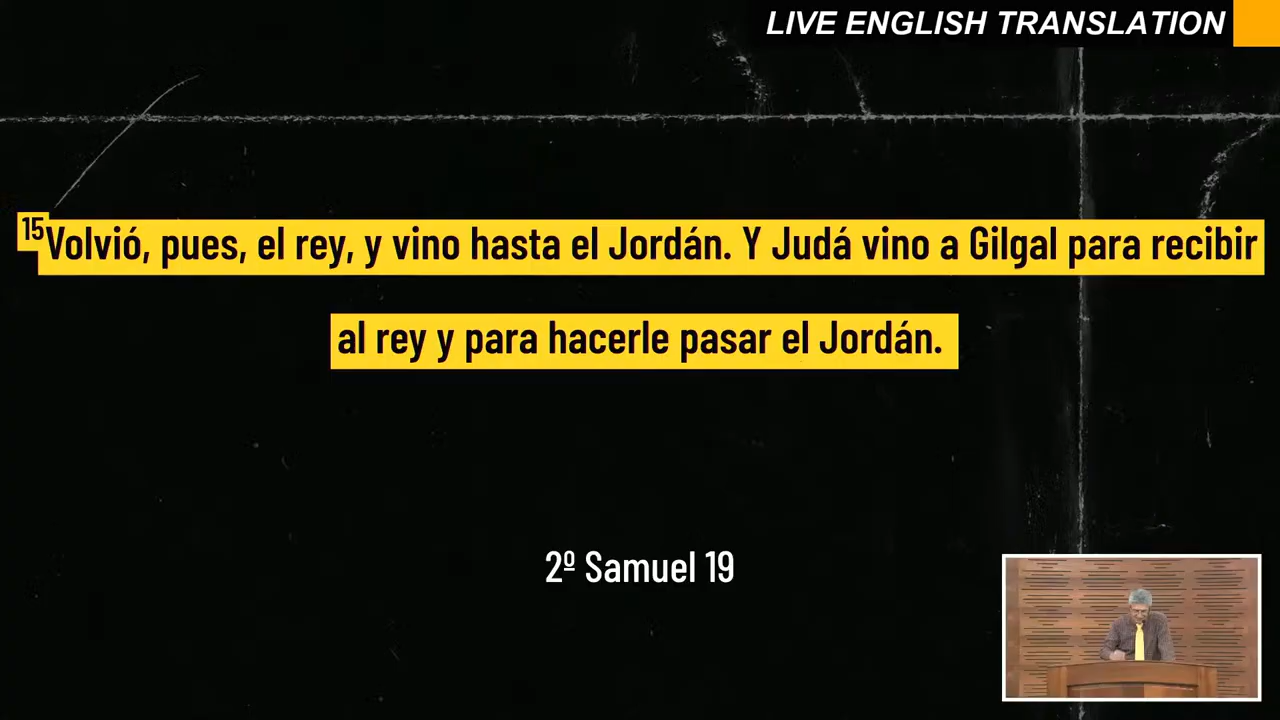 LIVE ENGLISH TRANSLATION
15Volvió, pues, el rey, y vino hasta el Jordán. Y Judá vino a Gilgal para recibir
al rey y para hacerle pasar el Jordán.
2º Samuel 19